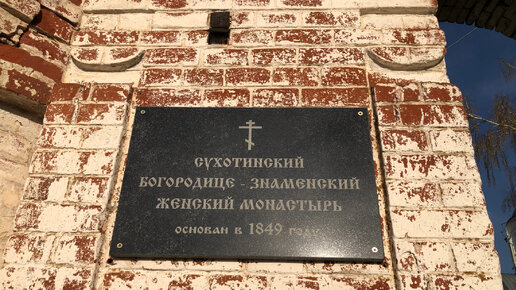 СУХОТИНСКИЙ
БОГОРОДИЦЕ - ЗНАМЕНСКИЙ
ЖЕНСКИЙ МОНАСТЫРЬ
ОСНОВАН В 1849 ГОДУ